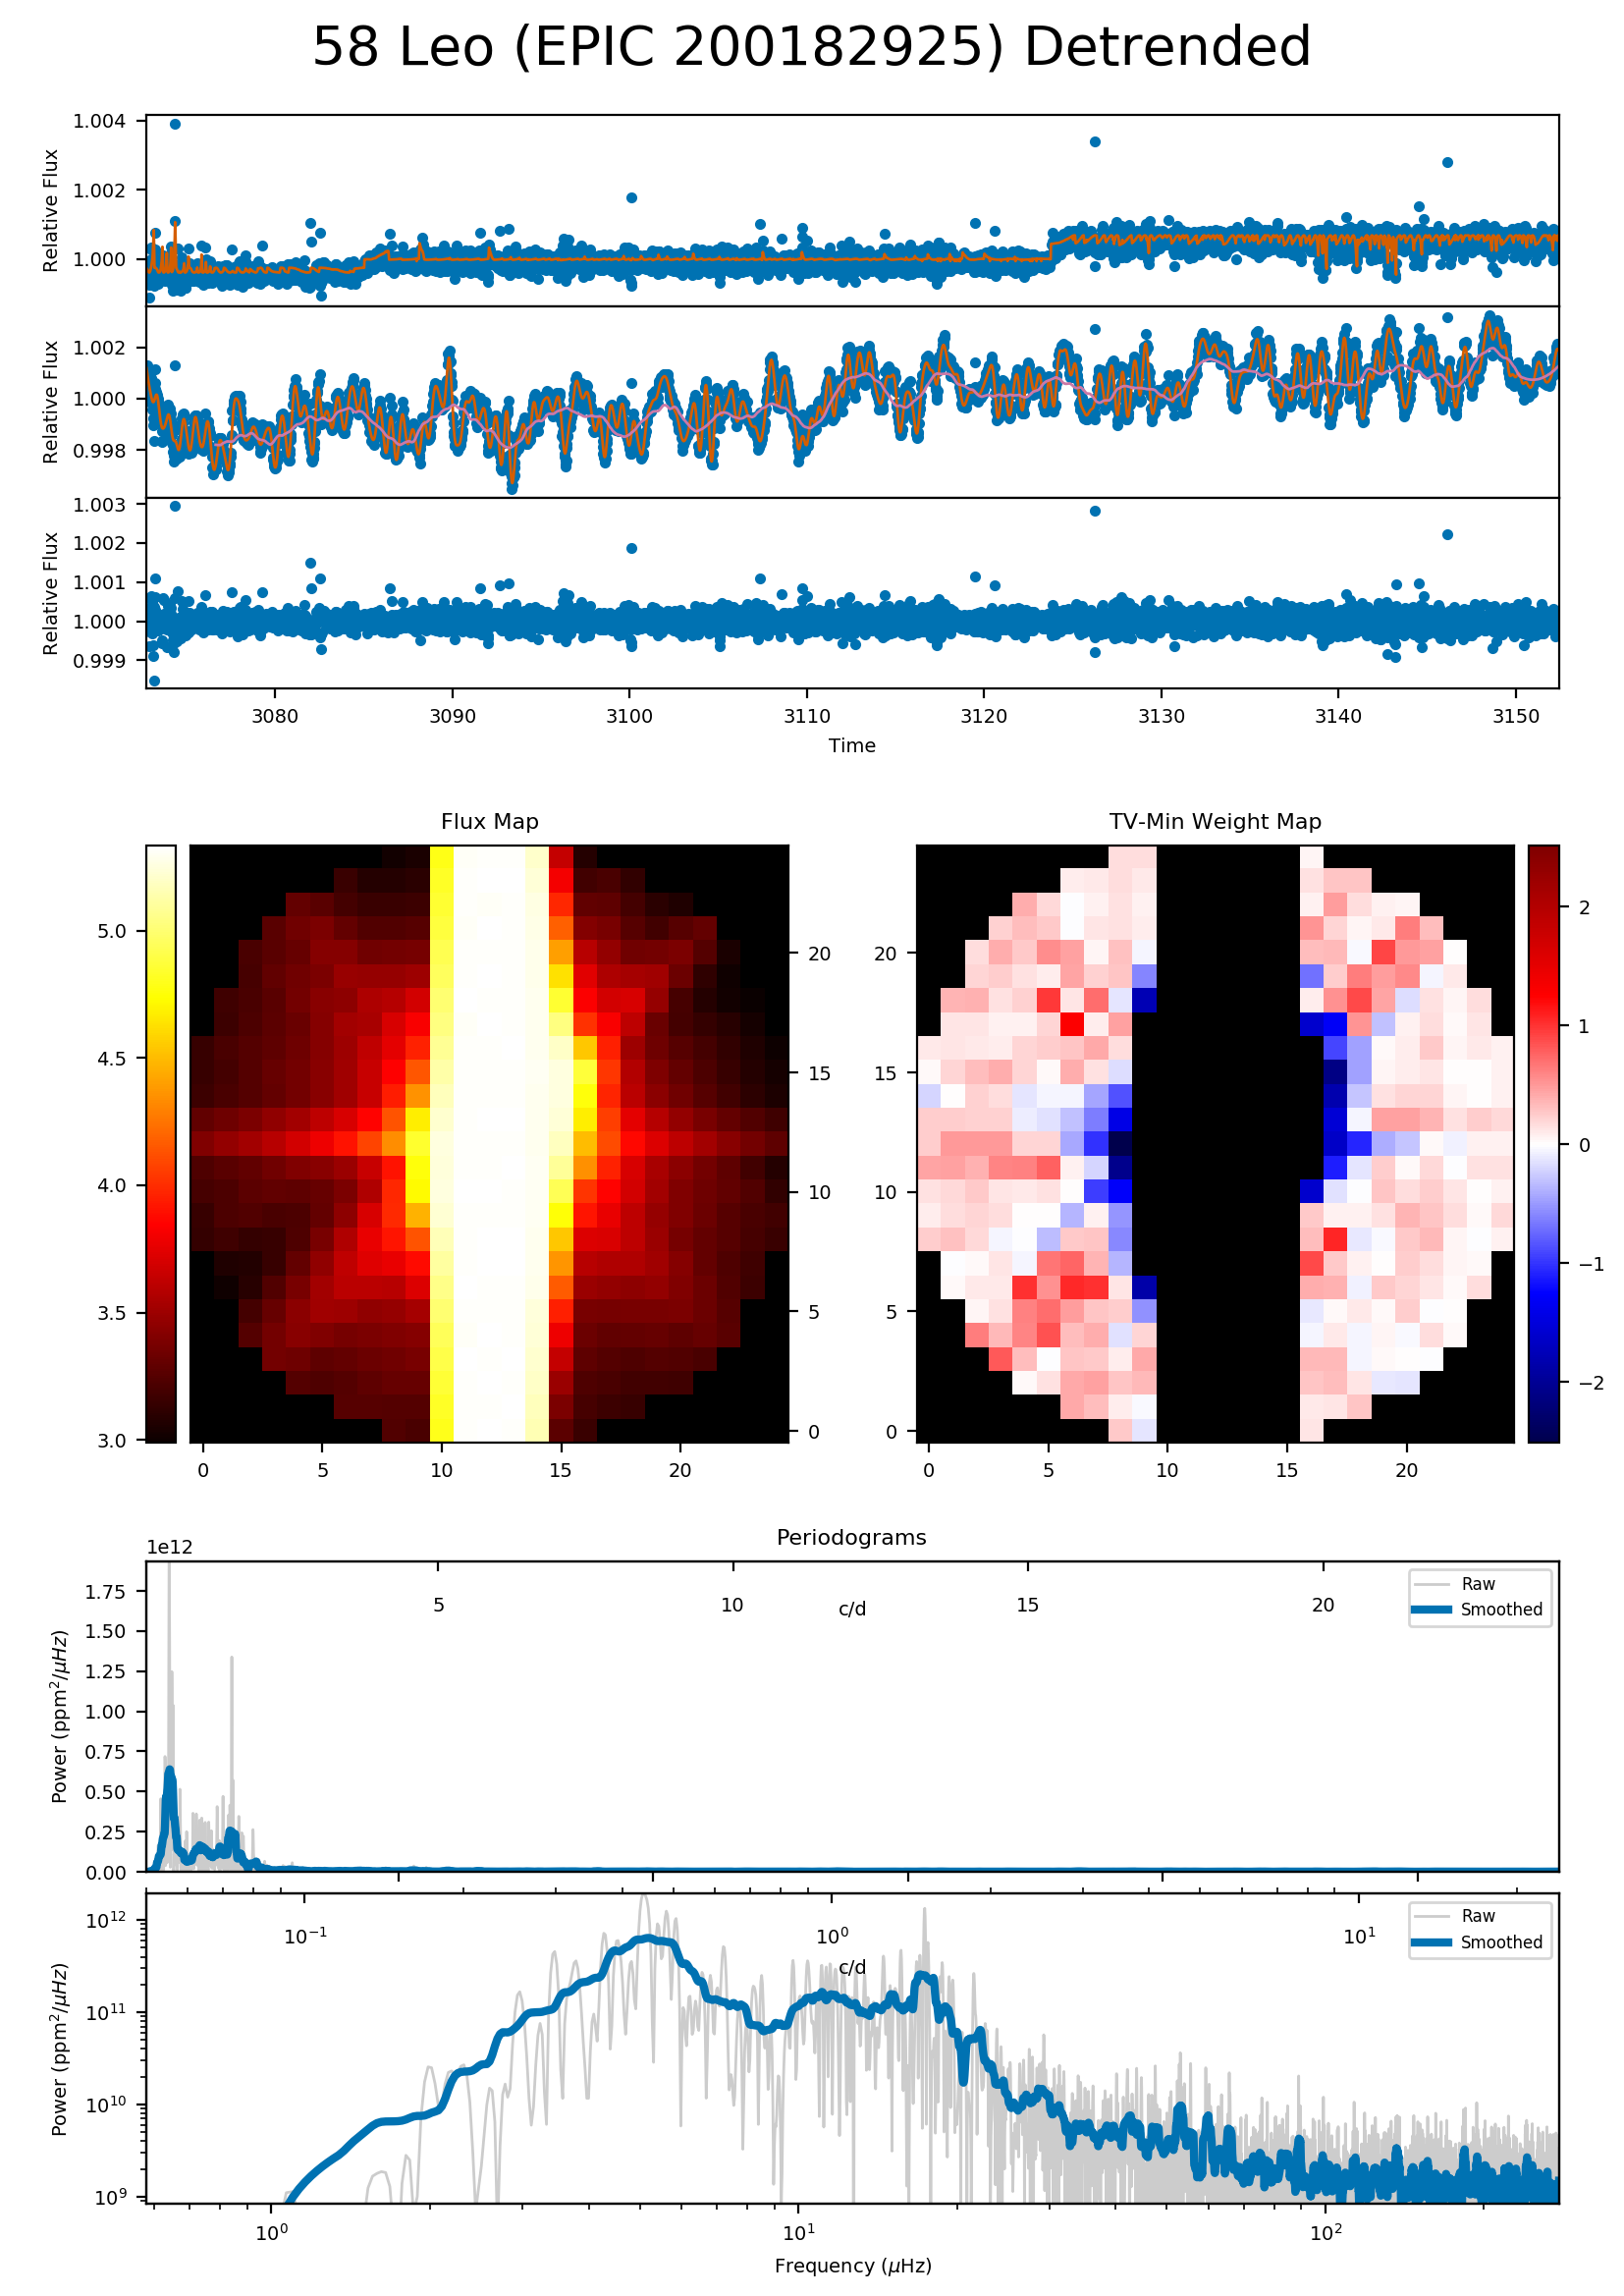 58 Leo (EPIC 200182925) Detrended
1.004
1.002
1.000
Relative Flux
1.002
1.000
0.998
Relative Flux
1.003
1.002
1.001
1.000
0.999
Relative Flux
3080 3090 3100 3110 3120 3130 3140 3150
Time
Flux Map
5.0
4.5
4.0
3.5
3.0
20
15
10
5
0
0 5 10 15 20
TV-Min Weight Map
20
15
10
5
0
0 5 10 15 20
2
1
0
−1
−2
Periodograms
1e12
1.75
1.50
1.25
1.00
0.75
0.50
0.25
0.00
Power (ppm²/μHz)
5 10 15 20
c/d
Raw
Smoothed
10¹²
10¹¹
10¹⁰
10⁹
Power (ppm²/μHz)
10⁻¹ 10⁰ 10¹
c/d
Raw
Smoothed
10⁰ 10¹ 10²
Frequency (μHz)